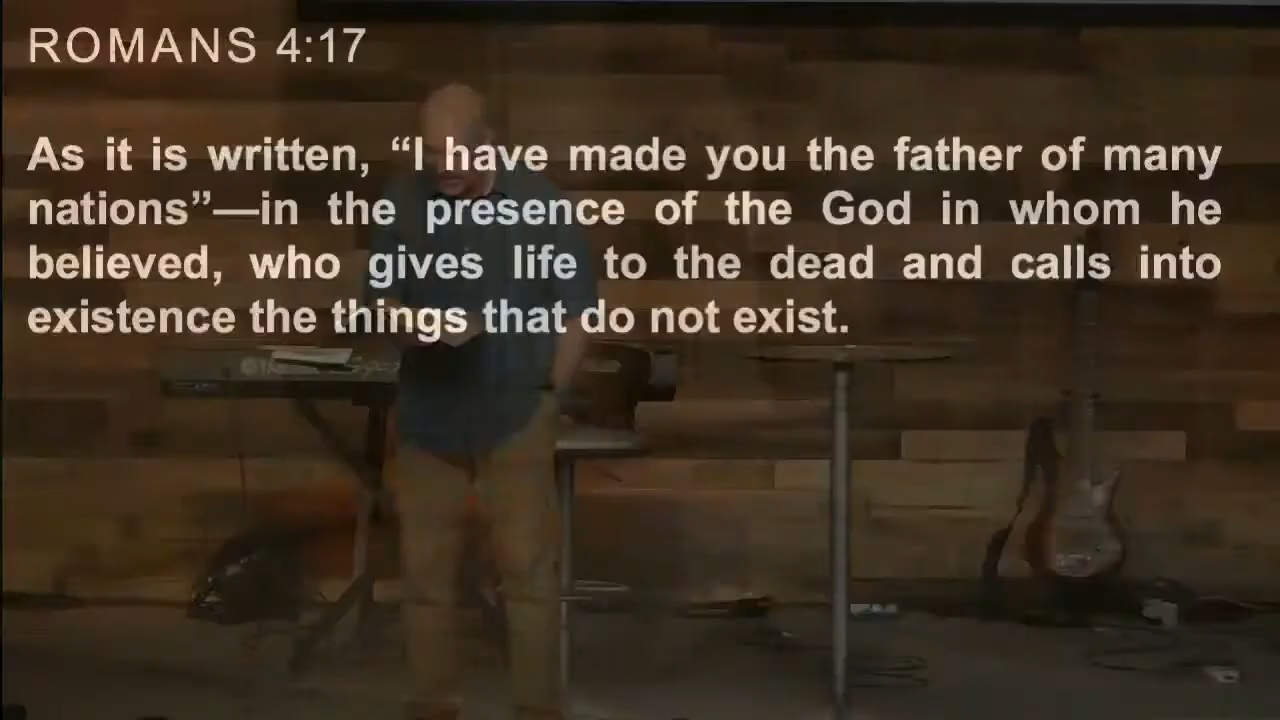 ROMANS 4:17
As it is written, “I have made you the father of many
nations”—in the presence of the God in whom he
believed, who gives life to the dead and calls into
existence the things that do not exist.